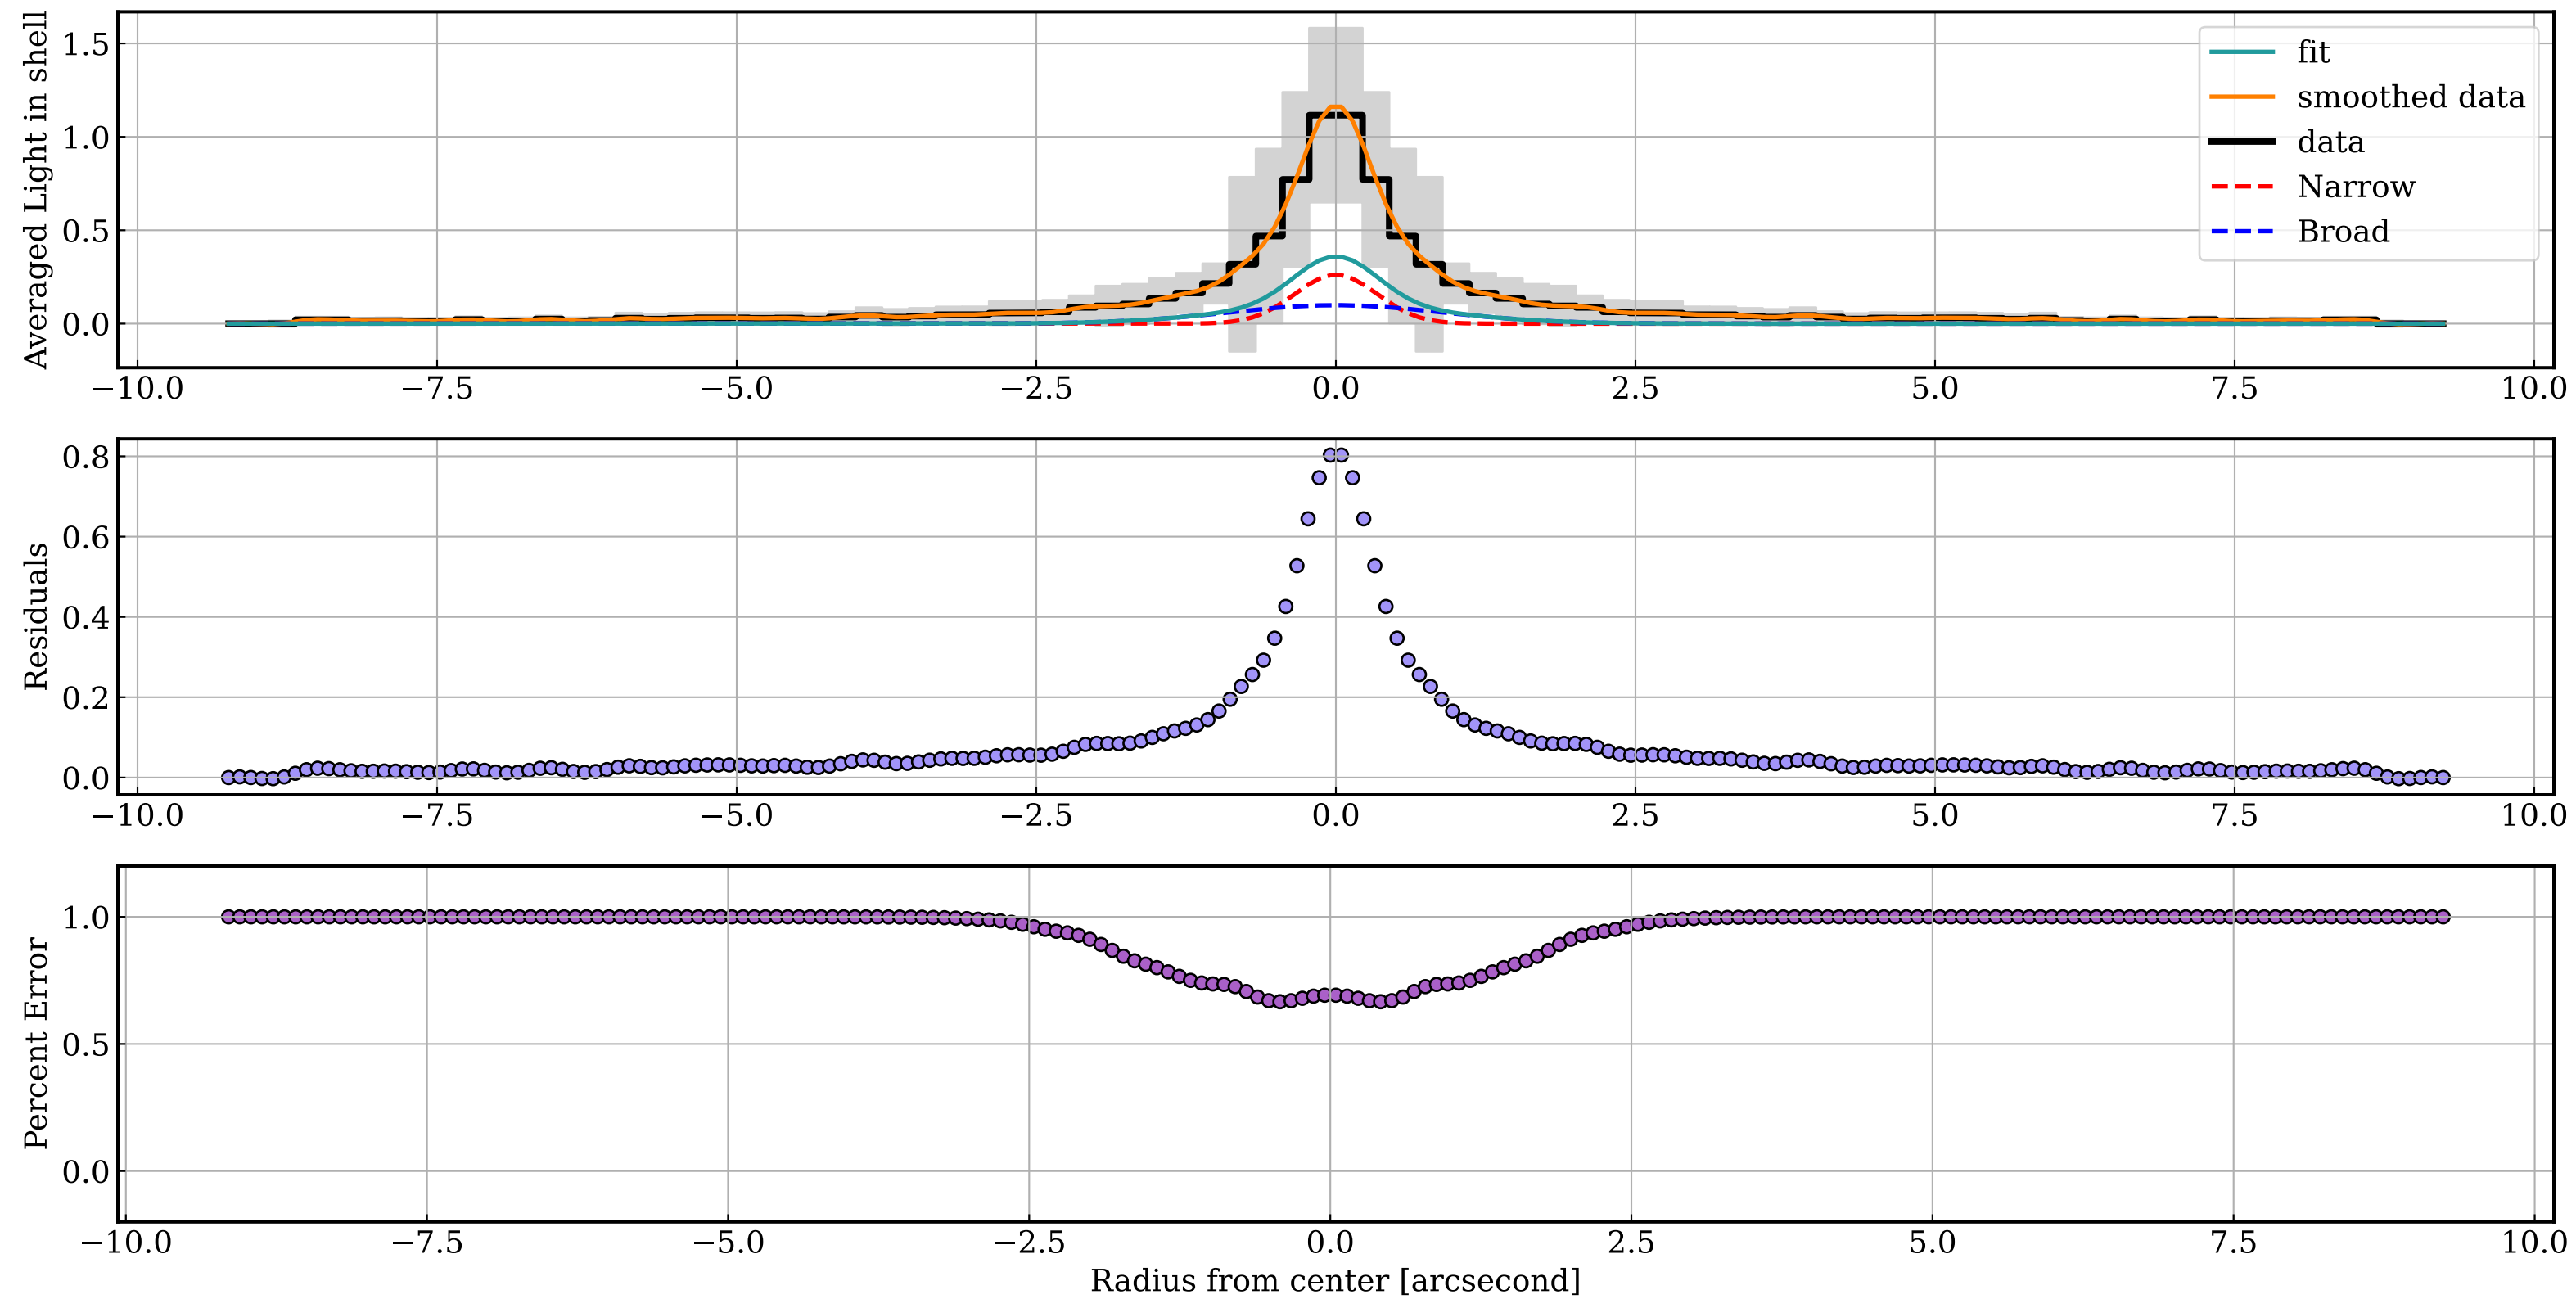 Averaged Light in shell
1.5
1.0
0.5
0.0
fit
smoothed data
data
Narrow
Broad
−10.0 −7.5 −5.0 −2.5 0.0 2.5 5.0 7.5 10.0
Residuals
0.8
0.6
0.4
0.2
0.0
−10.0 −7.5 −5.0 −2.5 0.0 2.5 5.0 7.5 10.0
Percent Error
1.0
0.5
0.0
−10.0 −7.5 −5.0 −2.5 0.0 2.5 5.0 7.5 10.0
Radius from center [arcsecond]